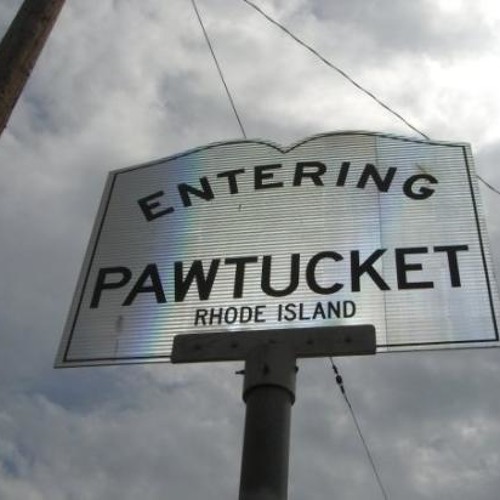 ENTERING
PAWTUCKET
RHODE ISLAND